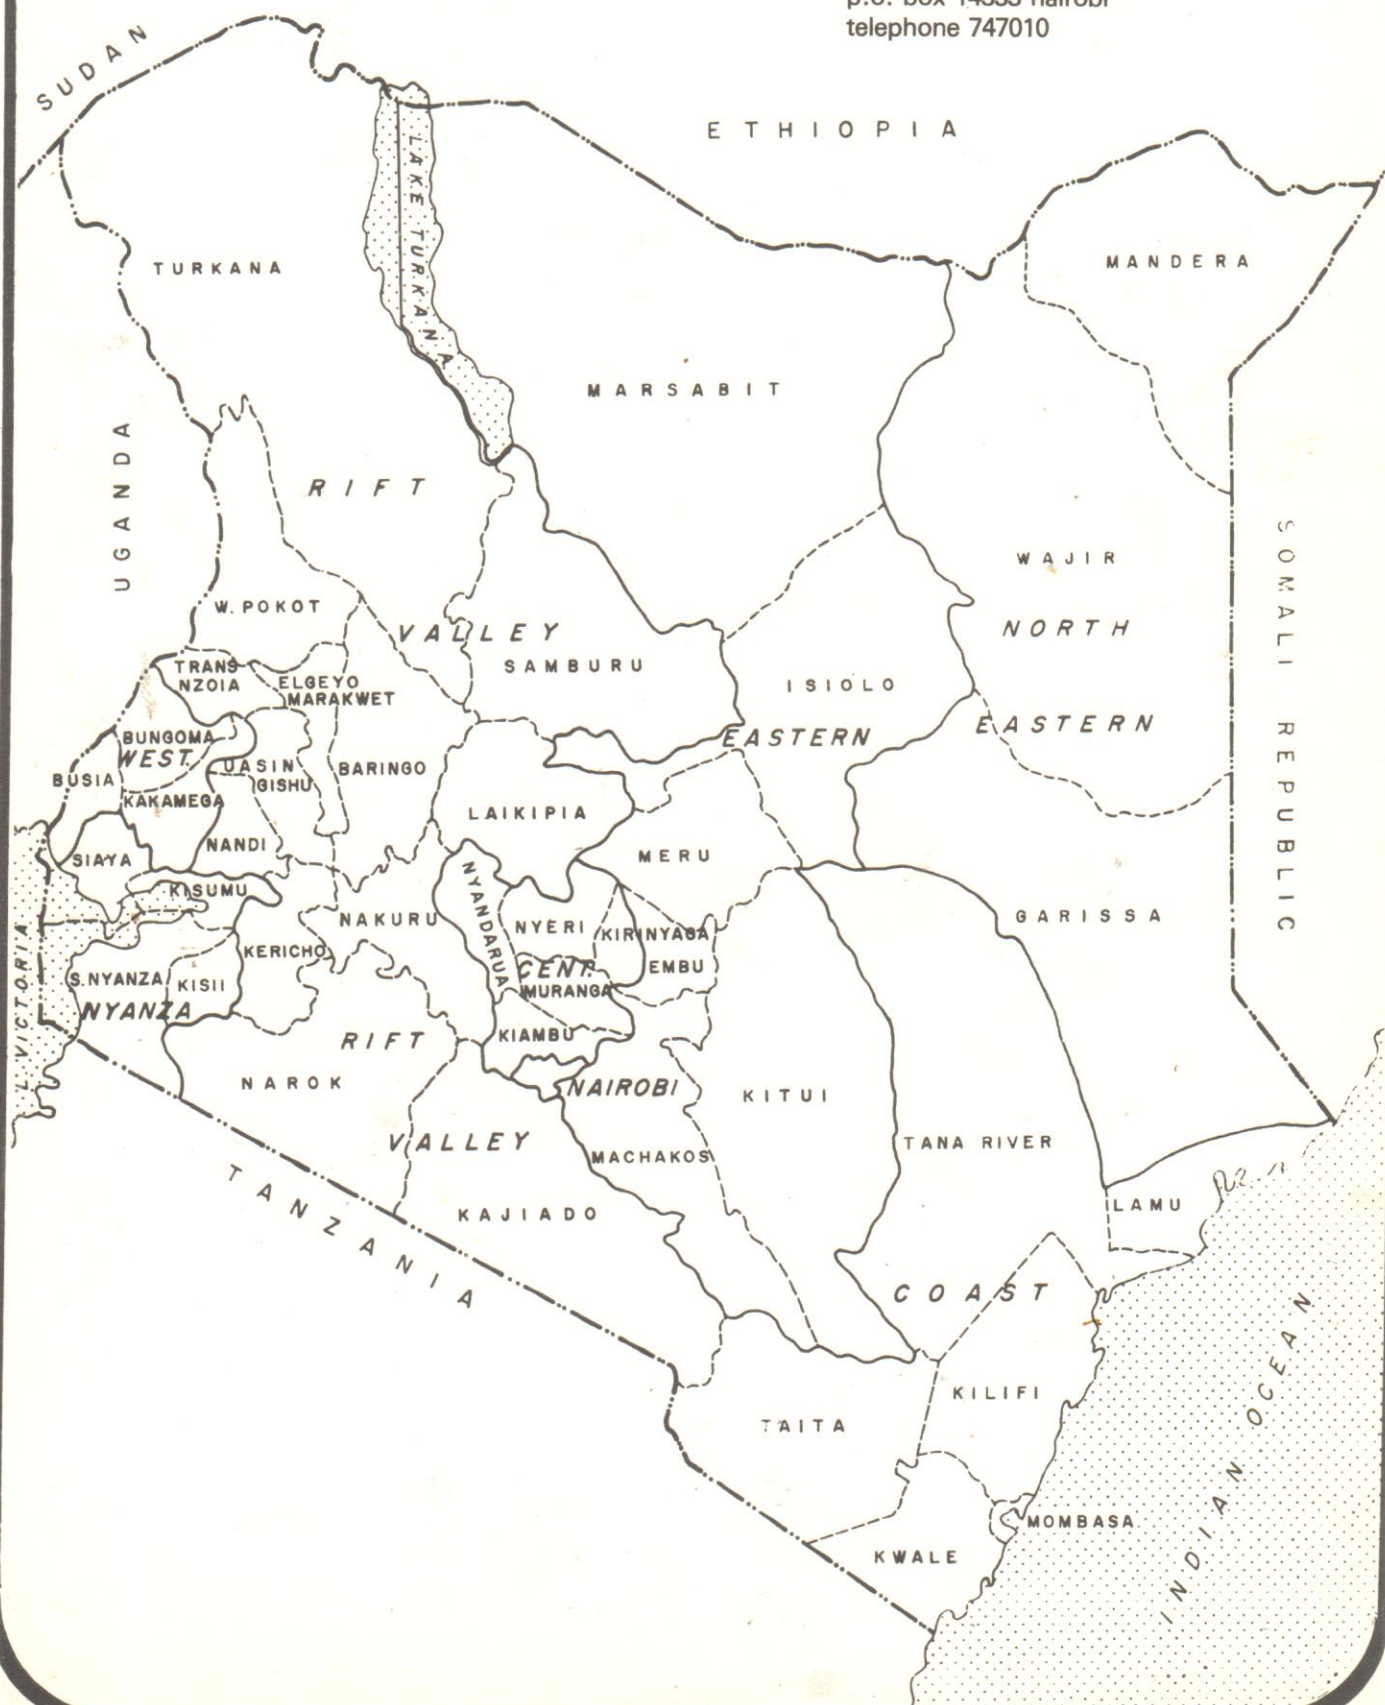 telephone 747010
SUDAN
ETHIOPIA
LAKE TURKANA
TURKANA
MANDERA
MARSABIT
UGANDA
RIFT
WAJIR
SOMALI REPUBLIC
W. POKOT
VALLEY
NORTH
TRANS
NZOIA
SAMBURU
ELGEYO
MARAKWET
ISIOLO
EASTERN
BUNGOMA
WEST.
EASTERN
BUSIA
UASIN
GISHU
BARINGO
KAKAMEGA
LAIKIPIA
NANDI
SIAYA
MERU
KISUMU
NYANDARUA
NAKURU
NYERI
KIRINYAGA
GARISSA
KERICHO
L. VICTORIA
S. NYANZA
KISII
CENT.
EMBU
MURANGA
NYANZA
KIAMBU
RIFT
NAROK
NAIROBI
KITUI
VALLEY
MACHAKOS
TANA RIVER
TANZANIA
KAJIADO
LAMU
COAST
INDIAN OCEAN
KILIFI
TAITA
MOMBASA
KWALE